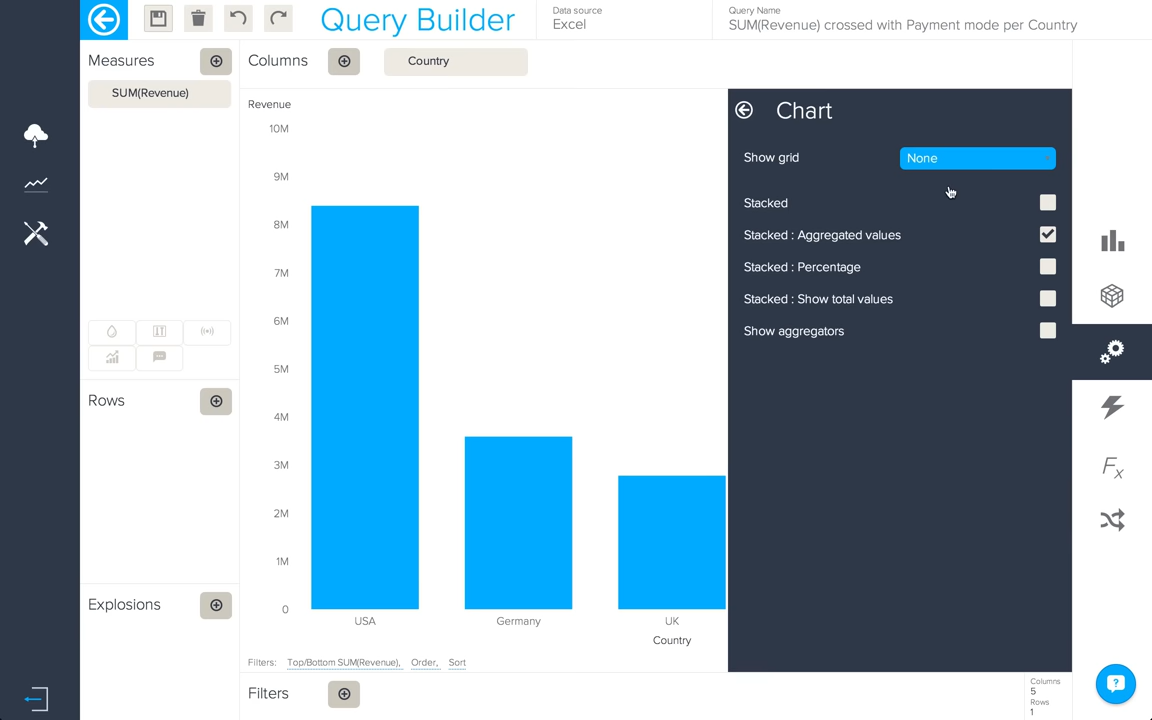 Query Builder
Data source
Excel
Query Name
SUM(Revenue) crossed with Payment mode per Country
Measures
SUM(Revenue)
Columns
Country
Revenue
10M
9M
8M
7M
6M
5M
4M
3M
2M
1M
0
USA
Germany
UK
Country
Chart
Show grid
None
Stacked
Stacked : Aggregated values
Stacked : Percentage
Stacked : Show total values
Show aggregators
Fx
Rows
Explosions
Filters: Top/Bottom SUM(Revenue), Order, Sort
Filters
Columns
5
Rows
1